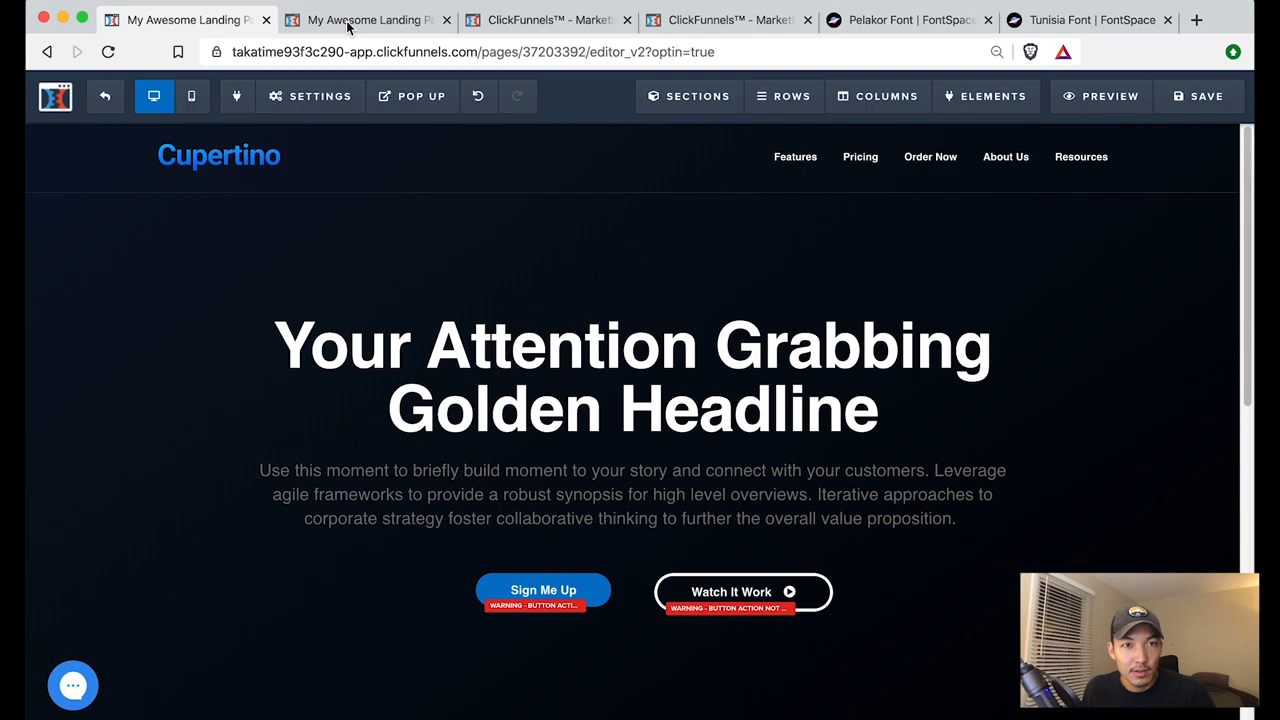 My Awesome Landing Pa
My Awesome Landing Pa
ClickFunnels™ - Marketi
ClickFunnels™ - Marketi
Pelakor Font | FontSpace
Tunisia Font | FontSpace
takatime93f3c290-app.clickfunnels.com/pages/37203392/editor_v2?optin=true
SETTINGS
POP UP
SECTIONS
ROWS
COLUMNS
ELEMENTS
PREVIEW
SAVE
Cupertino
Features Pricing Order Now About Us Resources
Your Attention Grabbing
Golden Headline
Use this moment to briefly build moment to your story and connect with your customers. Leverage
agile frameworks to provide a robust synopsis for high level overviews. Iterative approaches to
corporate strategy foster collaborative thinking to further the overall value proposition.
Sign Me Up
WARNING - BUTTON ACTI...
Watch It Work
WARNING - BUTTON ACTION NOT ...